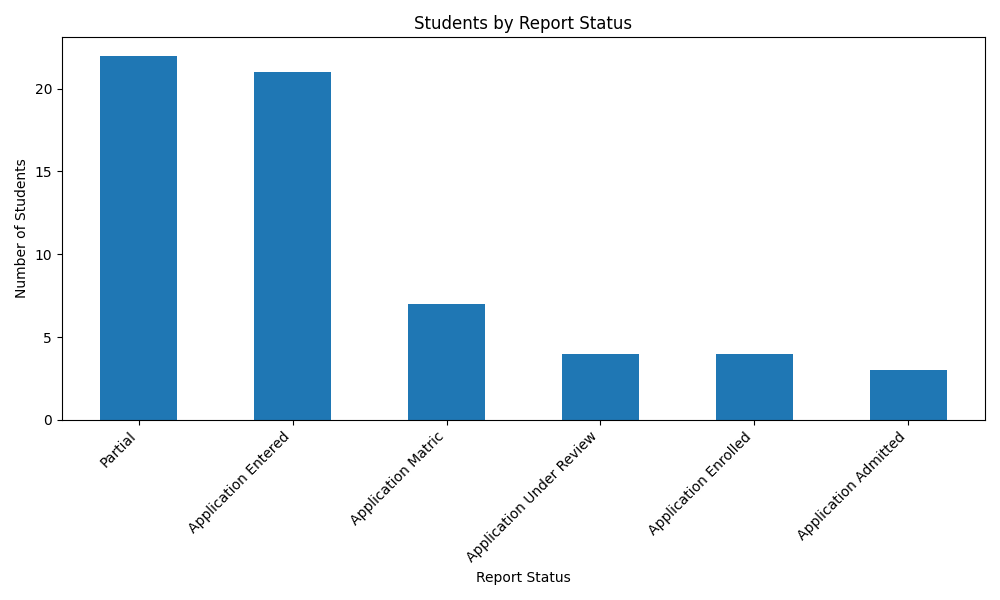 Students by Report Status
Number of Students
20
15
10
5
0
Partial
Application Entered
Application Matric
Application Under Review
Application Enrolled
Application Admitted
Report Status